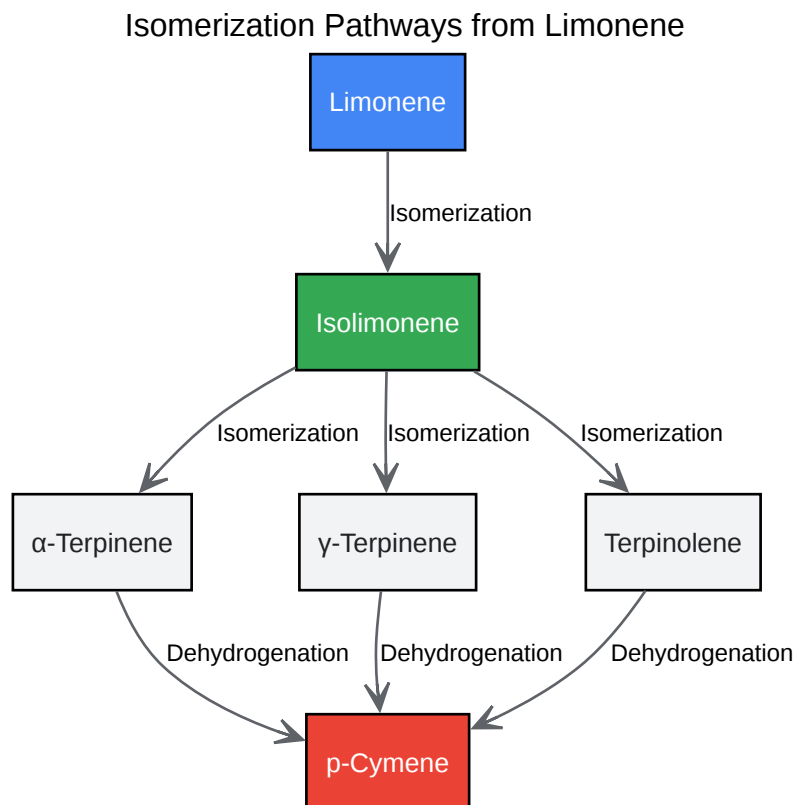 Isomerization Pathways from Limonene
Limonene
Isomerization
Isolimonene
Isomerization
Isomerization
Isomerization
α-Terpinene
γ-Terpinene
Terpinolene
Dehydrogenation
Dehydrogenation
Dehydrogenation
p-Cymene